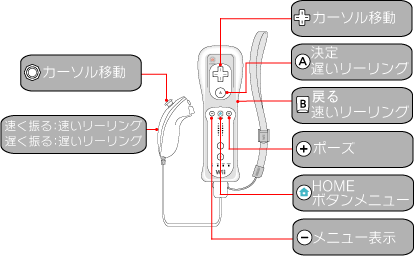 カーソル移動
A 決定
遅いリーリング
カーソル移動
B 戻る
速いリーリング
速く振る：速いリーリング
遅く振る：遅いリーリング
ポーズ
HOME
ボタンメニュー
メニュー表示
A
Wii